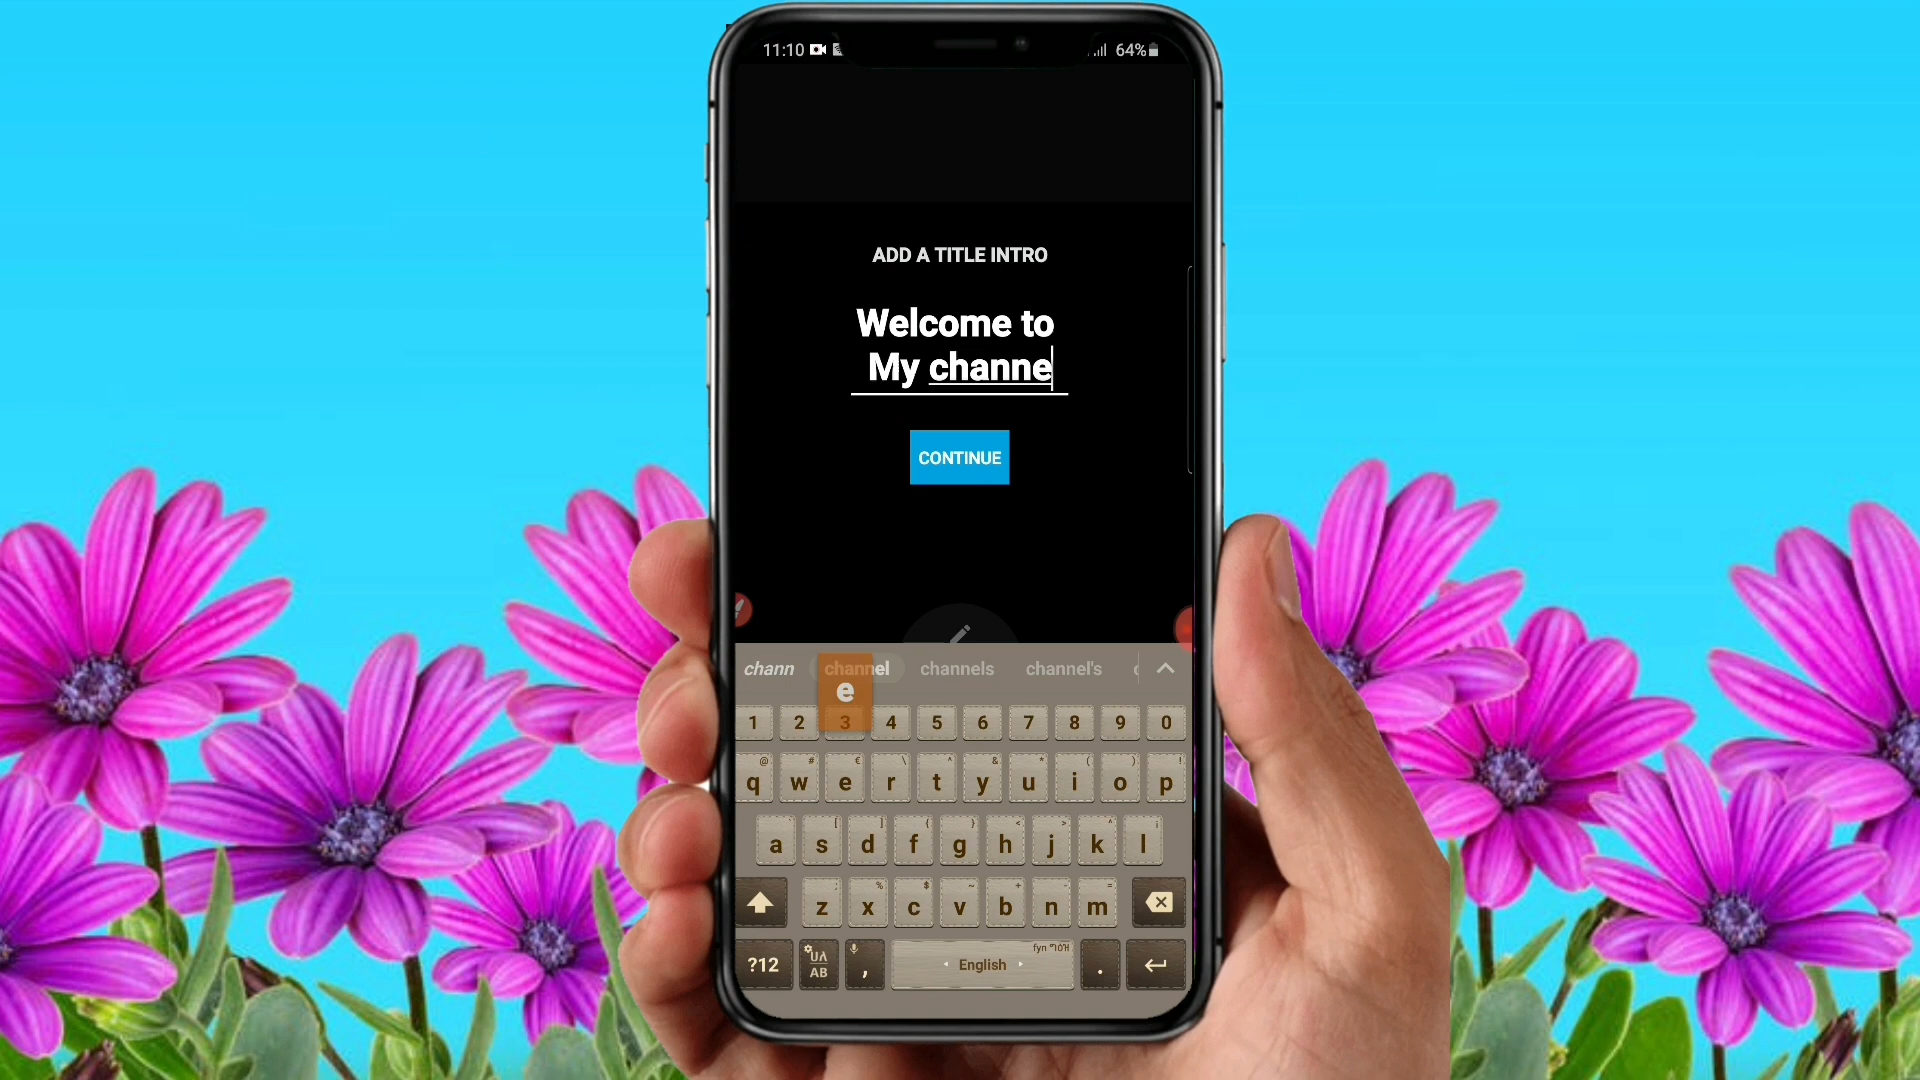 11:10 64%
ADD A TITLE INTRO
Welcome to
My channe
CONTINUE
chann channel channels channel's
e
1 2 3 4 5 6 7 8 9 0
@ # € \ ^ & * ( ) !
q w e r t y u i o p
[ ] { } < > ^ ¡
a s d f g h j k l
; % $ ~ + - =
z x c v b n m
?12 AB , English .